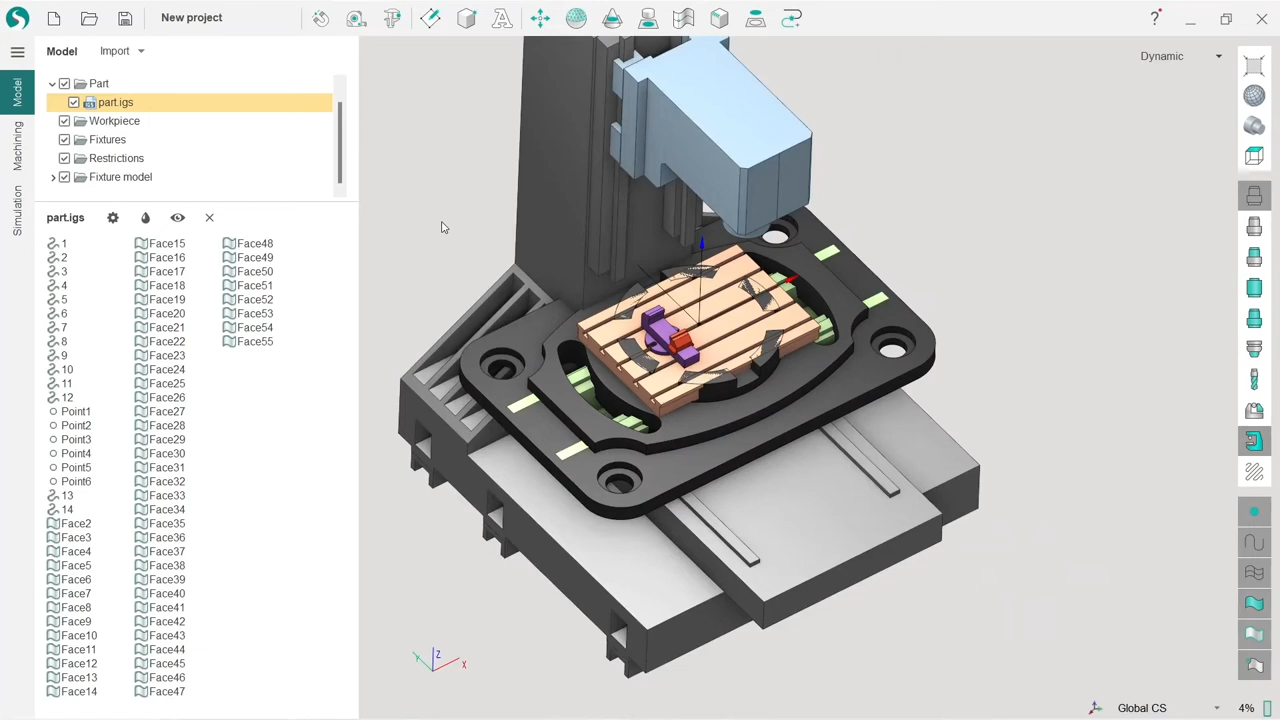 New project
?
Model
Import
Dynamic
Part
part.igs
Workpiece
Fixtures
Restrictions
Fixture model
Model
Machining
Simulation
part.igs
1 Face15 Face48
2 Face16 Face49
3 Face17 Face50
4 Face18 Face51
5 Face19 Face52
6 Face20 Face53
7 Face21 Face54
8 Face22 Face55
9 Face23
10 Face24
11 Face25
12 Face26
Point1 Face27
Point2 Face28
Point3 Face29
Point4 Face30
Point5 Face31
Point6 Face32
13 Face33
14 Face34
Face2 Face35
Face3 Face36
Face4 Face37
Face5 Face38
Face6 Face39
Face7 Face40
Face8 Face41
Face9 Face42
Face10 Face43
Face11 Face44
Face12 Face45
Face13 Face46
Face14 Face47
Z
Y
X
Global CS
4%